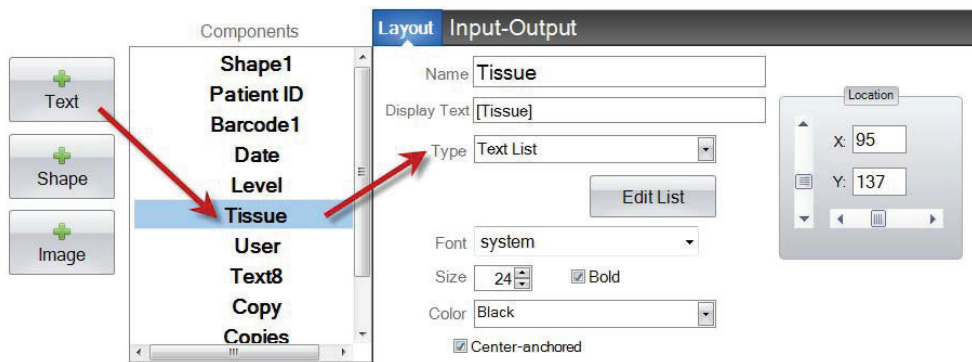 Components
Text
Shape
Image
Shape1
Patient ID
Barcode1
Date
Level
Tissue
User
Text8
Copy
Copies
Layout Input-Output
Name Tissue
Display Text [Tissue]
Type Text List
Edit List
Font system
Size 24 Bold
Color Black
Center-anchored
Location
X: 95
Y: 137